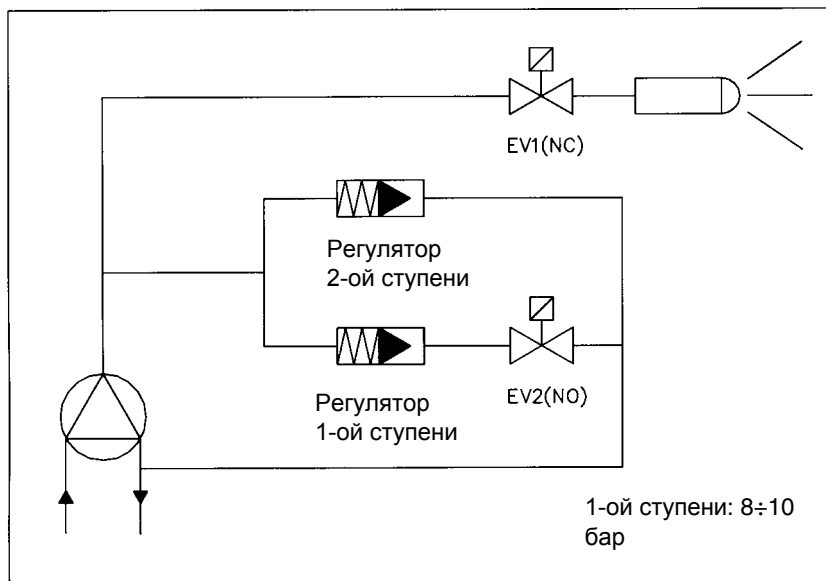 EV1(NC)
Регулятор
2-ой ступени
EV2(NO)
Регулятор
1-ой ступени
1-ой ступени: 8÷10
бар